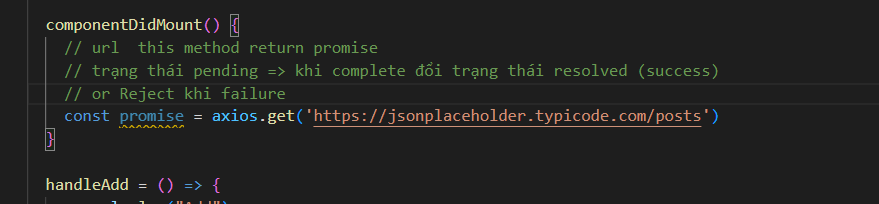 componentDidMount() {
// url  this method return promise
// trạng thái pending => khi complete đổi trạng thái resolved (success)
// or Reject khi failure
const promise = axios.get('https://jsonplaceholder.typicode.com/posts')
}
handleAdd = () => {